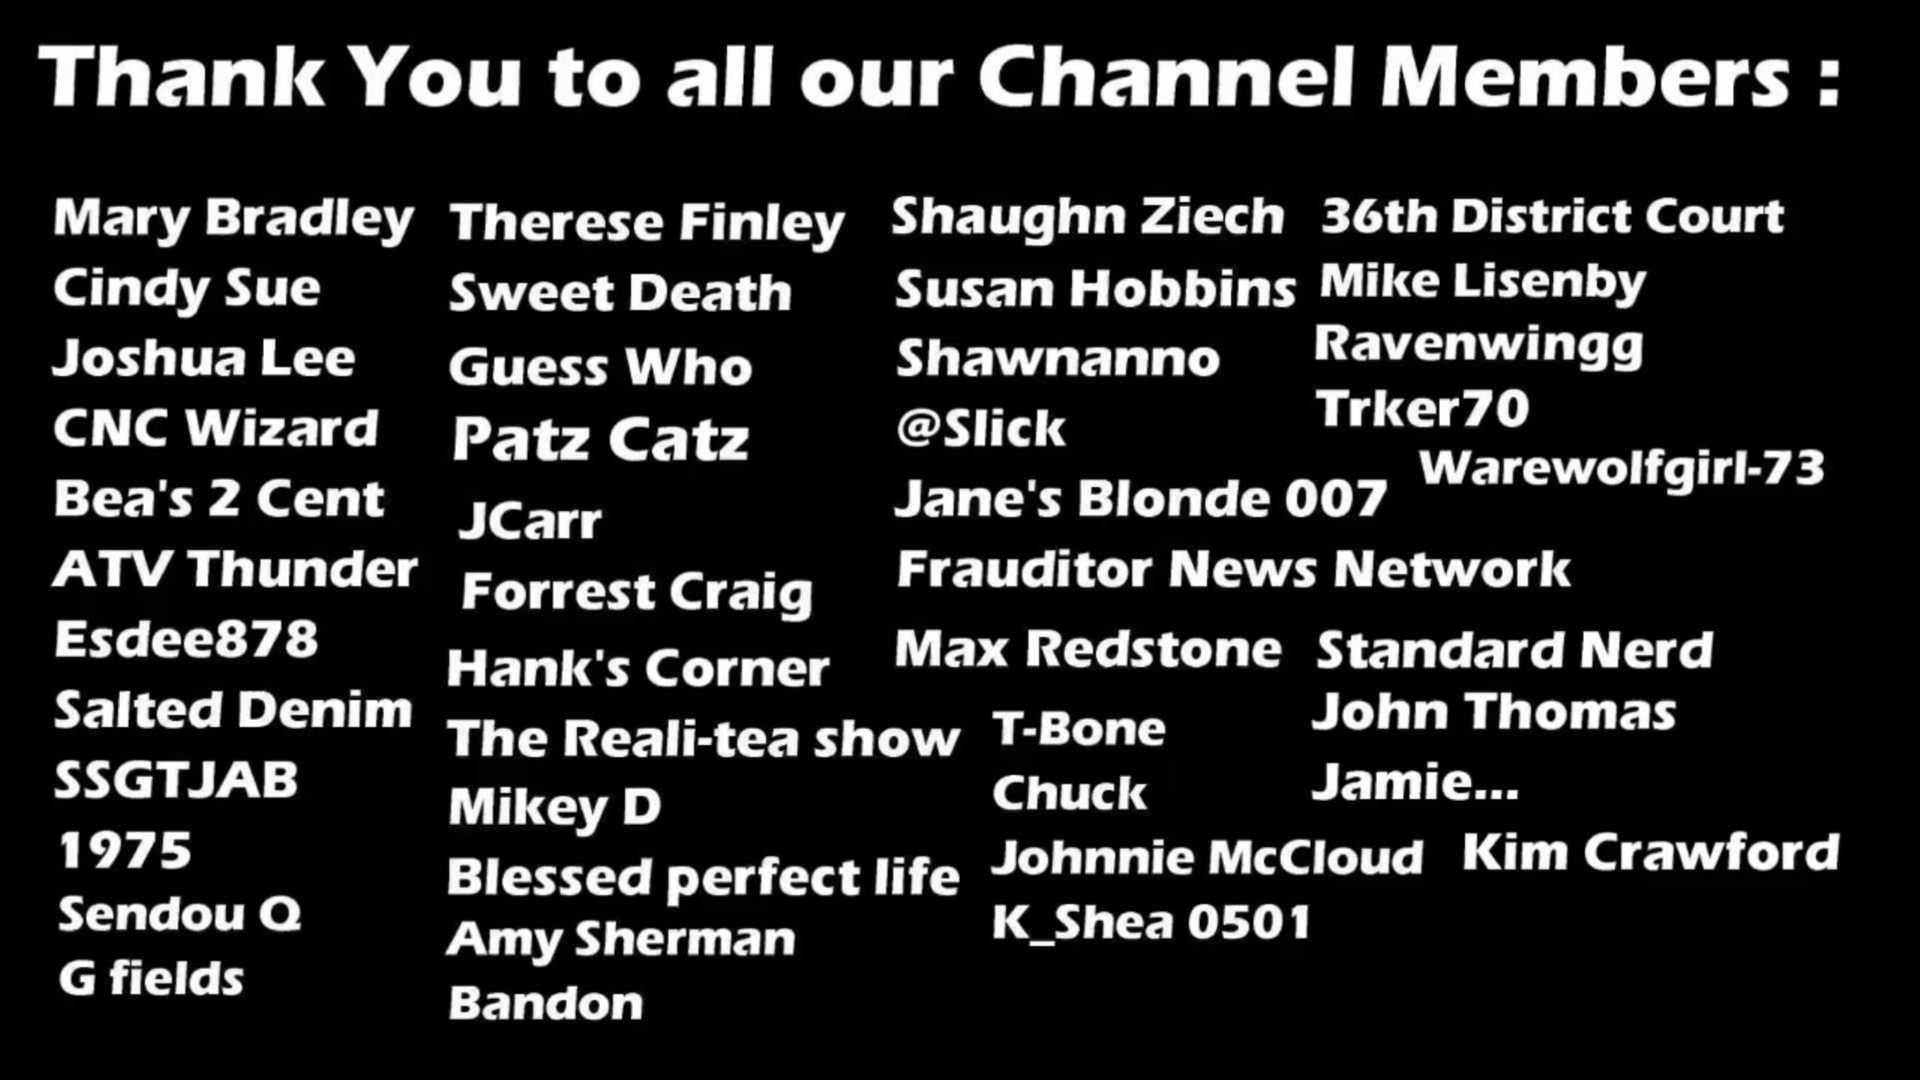 Thank You to all our Channel Members :
Mary Bradley
Cindy Sue
Joshua Lee
CNC Wizard
Bea's 2 Cent
ATV Thunder
Esdee878
Salted Denim
SSGTJAB
1975
Sendou Q
G fields
Therese Finley
Sweet Death
Guess Who
Patz Catz
JCarr
Forrest Craig
Hank's Corner
The Reali-tea show
Mikey D
Blessed perfect life
Amy Sherman
Bandon
Shaughn Ziech
Susan Hobbins
Shawnanno
@Slick
Jane's Blonde 007
Frauditor News Network
Max Redstone
T-Bone
Chuck
Johnnie McCloud
K_Shea 0501
36th District Court
Mike Lisenby
Ravenwingg
Trker70
Warewolfgirl-73
Standard Nerd
John Thomas
Jamie...
Kim Crawford